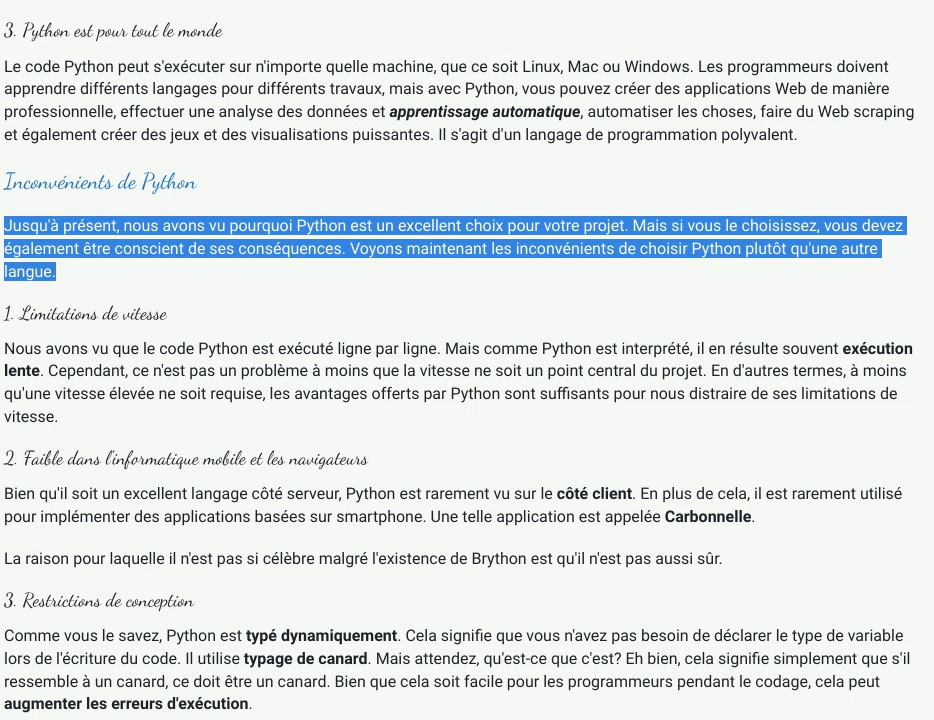 3. Python est pour tout le monde
Le code Python peut s'exécuter sur n'importe quelle machine, que ce soit Linux, Mac ou Windows. Les programmeurs doivent
apprendre différents langages pour différents travaux, mais avec Python, vous pouvez créer des applications Web de manière
professionnelle, effectuer une analyse des données et apprentissage automatique, automatiser les choses, faire du Web scraping
et également créer des jeux et des visualisations puissantes. Il s'agit d'un langage de programmation polyvalent.
Inconvénients de Python
Jusqu'à présent, nous avons vu pourquoi Python est un excellent choix pour votre projet. Mais si vous le choisissez, vous devez
également être conscient de ses conséquences. Voyons maintenant les inconvénients de choisir Python plutôt qu'une autre
langue.
1. Limitations de vitesse
Nous avons vu que le code Python est exécuté ligne par ligne. Mais comme Python est interprété, il en résulte souvent exécution
lente. Cependant, ce n'est pas un problème à moins que la vitesse ne soit un point central du projet. En d'autres termes, à moins
qu'une vitesse élevée ne soit requise, les avantages offerts par Python sont suffisants pour nous distraire de ses limitations de
vitesse.
2. Faible dans l'informatique mobile et les navigateurs
Bien qu'il soit un excellent langage côté serveur, Python est rarement vu sur le côté client. En plus de cela, il est rarement utilisé
pour implémenter des applications basées sur smartphone. Une telle application est appelée Carbonnelle.
La raison pour laquelle il n'est pas si célèbre malgré l'existence de Brython est qu'il n'est pas aussi sûr.
3. Restrictions de conception
Comme vous le savez, Python est typé dynamiquement. Cela signifie que vous n'avez pas besoin de déclarer le type de variable
lors de l'écriture du code. Il utilise typage de canard. Mais attendez, qu'est-ce que c'est? Eh bien, cela signifie simplement que s'il
ressemble à un canard, ce doit être un canard. Bien que cela soit facile pour les programmeurs pendant le codage, cela peut
augmenter les erreurs d'exécution.